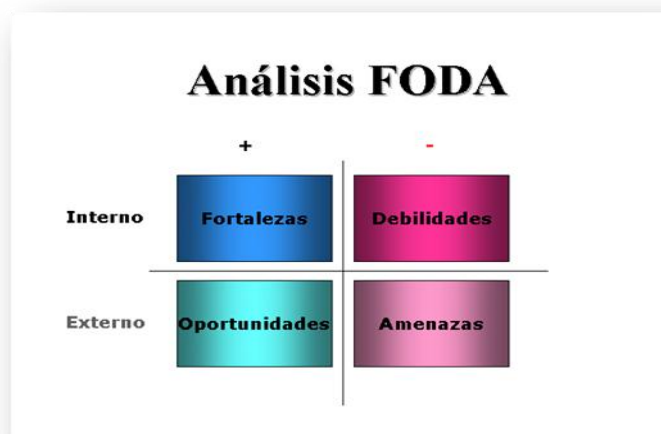 Análisis FODA
+ -
Interno Fortalezas Debilidades
Externo Oportunidades Amenazas